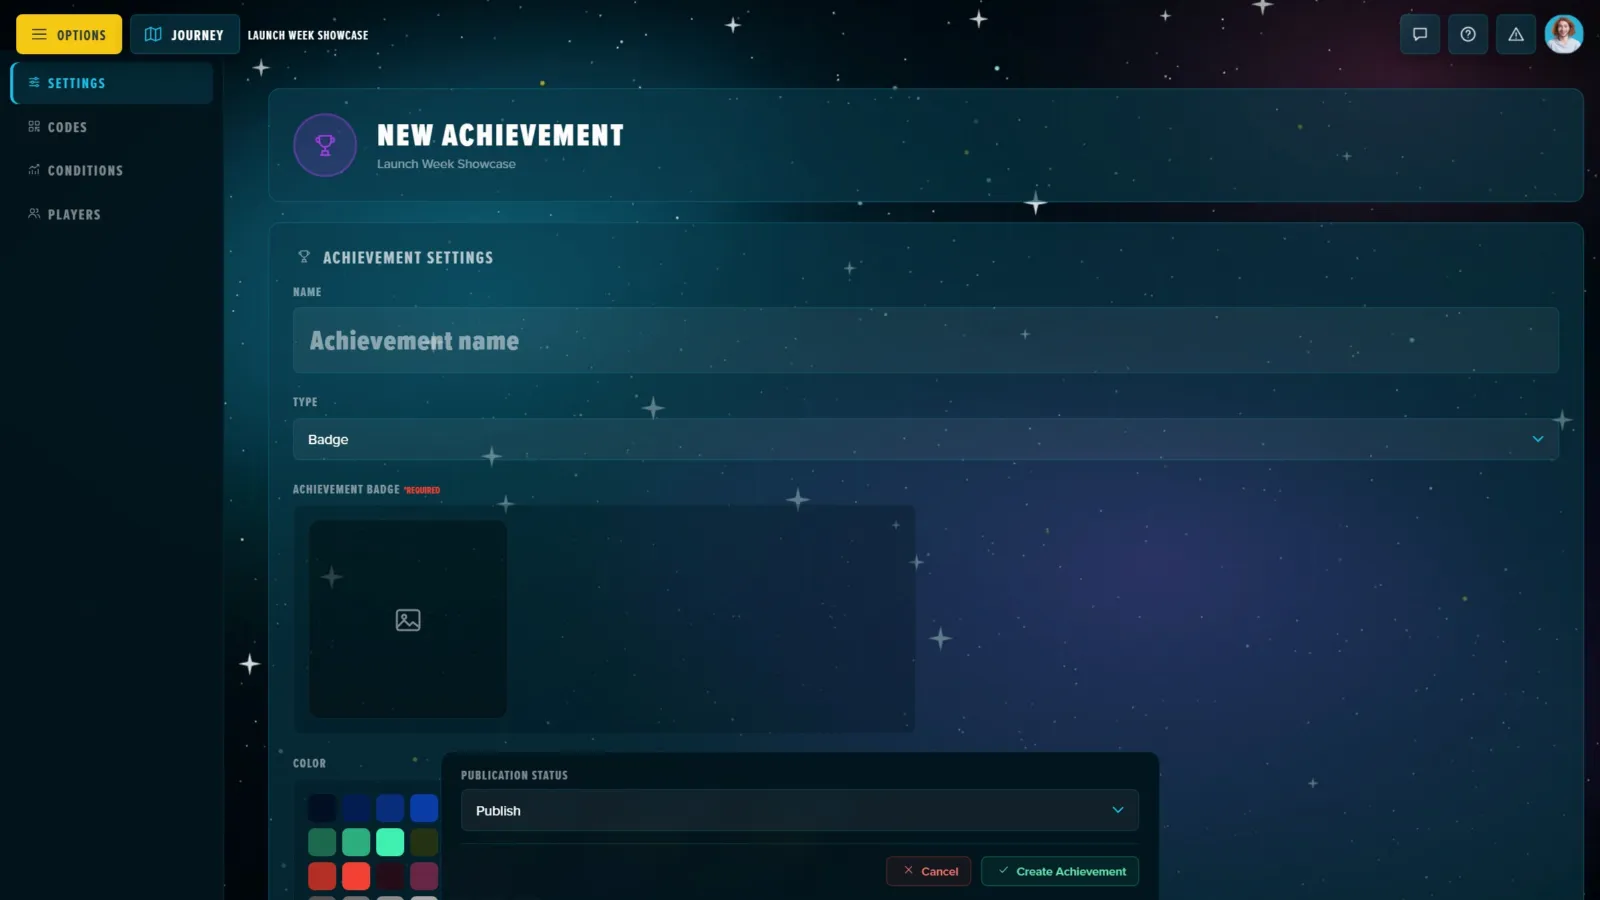 OPTIONS
JOURNEY
LAUNCH WEEK SHOWCASE
SETTINGS
CODES
CONDITIONS
PLAYERS
NEW ACHIEVEMENT
Launch Week Showcase
ACHIEVEMENT SETTINGS
NAME
Achievement name
TYPE
Badge
ACHIEVEMENT BADGE *REQUIRED
COLOR
PUBLICATION STATUS
Publish
Cancel
Create Achievement